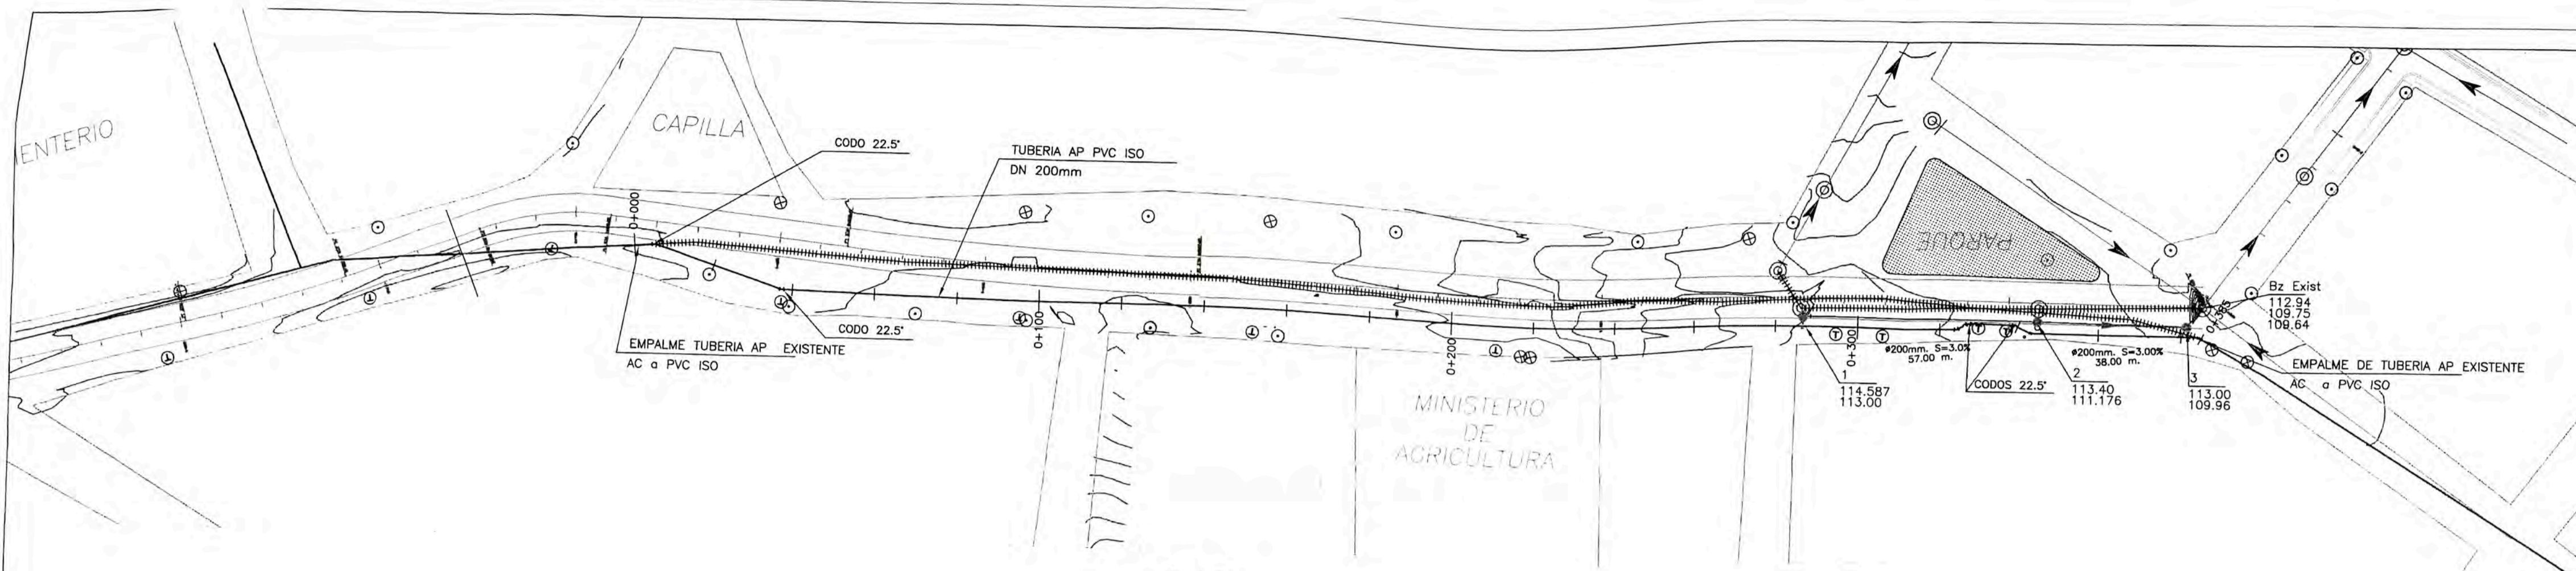 ENTERIO
CAPILLA
CODO 22.5°
TUBERIA AP PVC ISO
DN 200mm
0+000
CODO 22.5°
EMPALME TUBERIA AP EXISTENTE
AC a PVC ISO
0+100
0+200
MINISTERIO
DE
AGRICULTURA
PARQUE
0+300
ø200mm. S=3.0%
57.00 m.
1
114.587
113.00
CODOS 22.5°
ø200mm. S=3.00%
38.00 m.
2
113.40
111.176
3
113.00
109.96
Bz Exist
112.94
109.75
109.64
EMPALME DE TUBERIA AP EXISTENTE
AC a PVC ISO
T
T
T
T
T
T
T
T
T
T